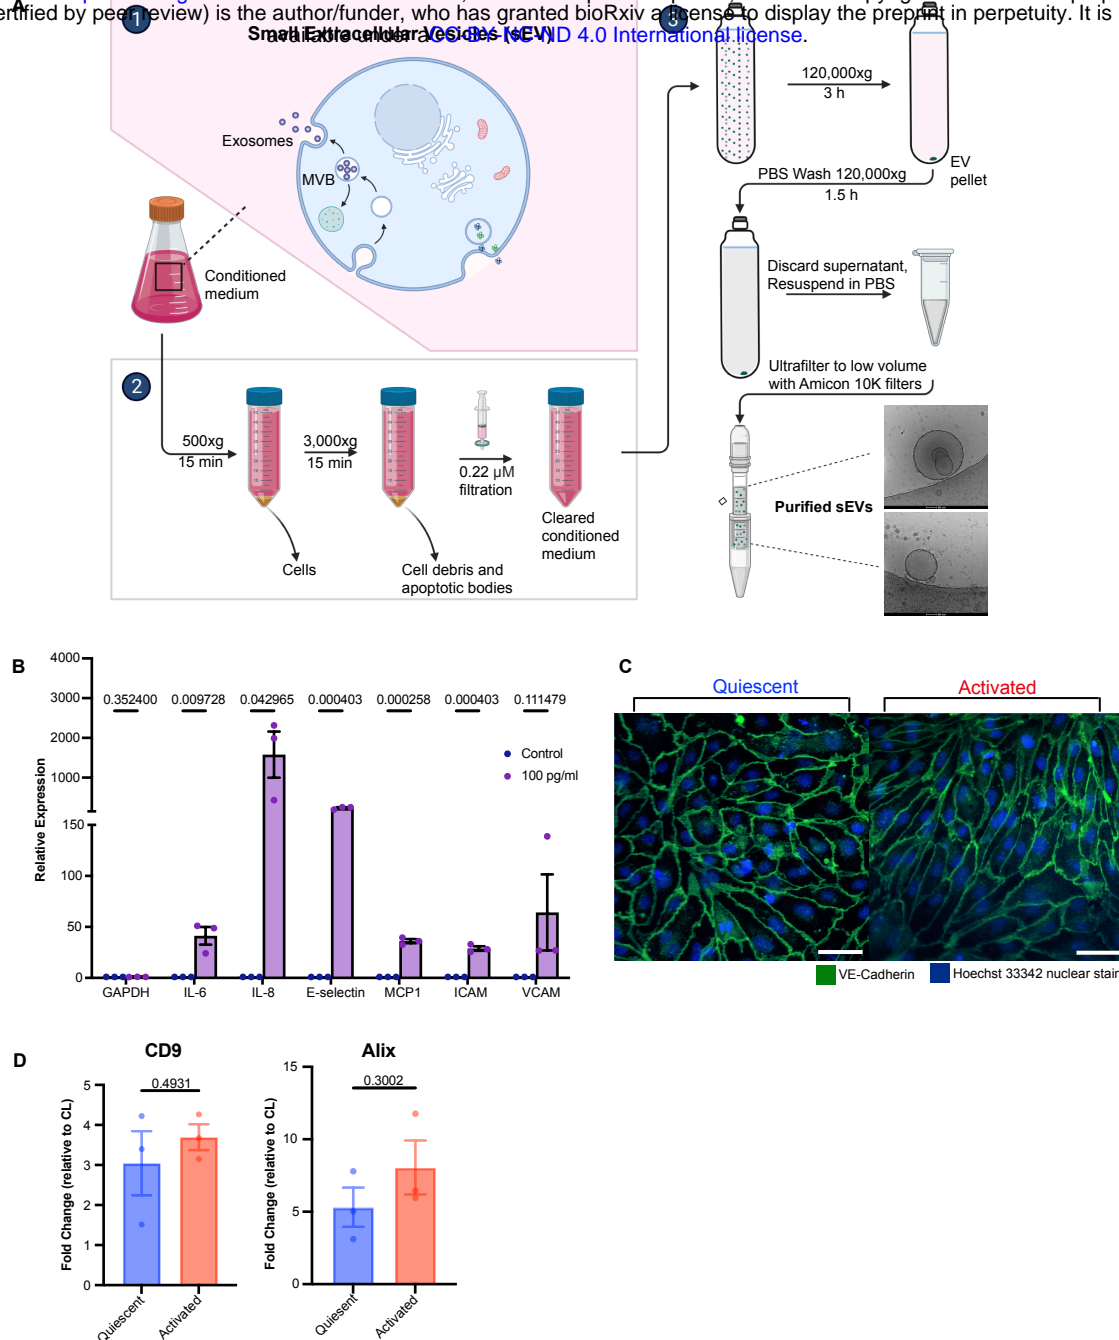 ertified by peer review) is the author/funder, who has granted bioRxiv a license to display the preprint in perpetuity. It is
available under a CC-BY-NC-ND 4.0 International license.
A
1
Small Extracellular Vesicles (sEV)
Exosomes
MVB
Conditioned
medium
2
500xg
15 min
3,000xg
15 min
0.22 µM
filtration
Cells
Cell debris and
apoptotic bodies
Cleared
conditioned
medium
3
120,000xg
3 h
EV
pellet
PBS Wash 120,000xg
1.5 h
Discard supernatant,
Resuspend in PBS
Ultrafilter to low volume
with Amicon 10K filters
Purified sEVs
B
Relative Expression
4000
3000
2000
1000
150
100
50
0
0.352400 0.009728 0.042965 0.000403 0.000258 0.000403 0.111479
Control
100 pg/ml
GAPDH IL-6 IL-8 E-selectin MCP1 ICAM VCAM
C
Quiescent Activated
VE-Cadherin Hoechst 33342 nuclear stain
D
CD9
Fold Change (relative to CL)
5
4
3
2
1
0
0.4931
Quiescent Activated
Alix
Fold Change (relative to CL)
15
10
5
0
0.3002
Quiesent Activated